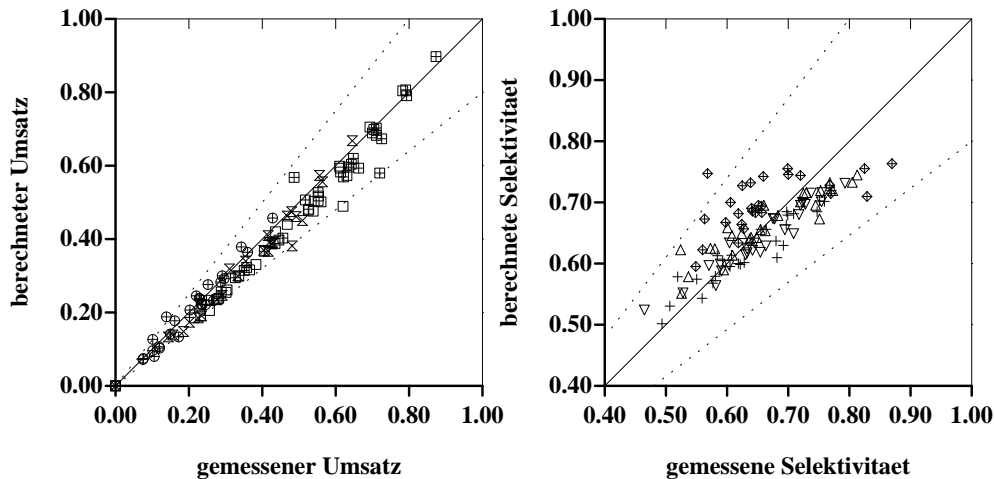 berechneter Umsatz
1.00
0.80
0.60
0.40
0.20
0.00
0.00 0.20 0.40 0.60 0.80 1.00
gemessener Umsatz
berechnete Selektivitaet
1.00
0.90
0.80
0.70
0.60
0.50
0.40
0.40 0.50 0.60 0.70 0.80 0.90 1.00
gemessene Selektivitaet